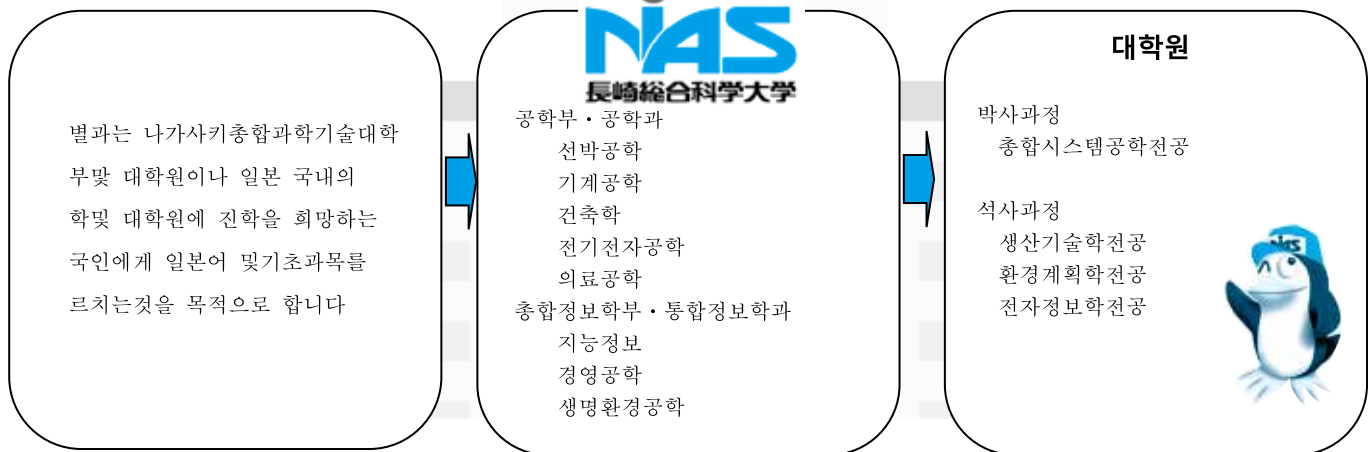 별과는 나가사키총합과학기술대학
부맟 대학원이나 일본 국내의
학및 대학원에 진학을 희망하는
국인에게 일본어 및기초과목를
르치는것을 목적으로 합니다
NiAS
長崎総合科学大学
공학부・공학과
선박공학
기계공학
건축학
전기전자공학
의료공학
총합정보학부・통합정보학과
지능정보
경영공학
생명환경공학
대학원
박사과정
총합시스템공학전공
석사과정
생산기술학전공
환경계획학전공
전자정보학전공
NiAS